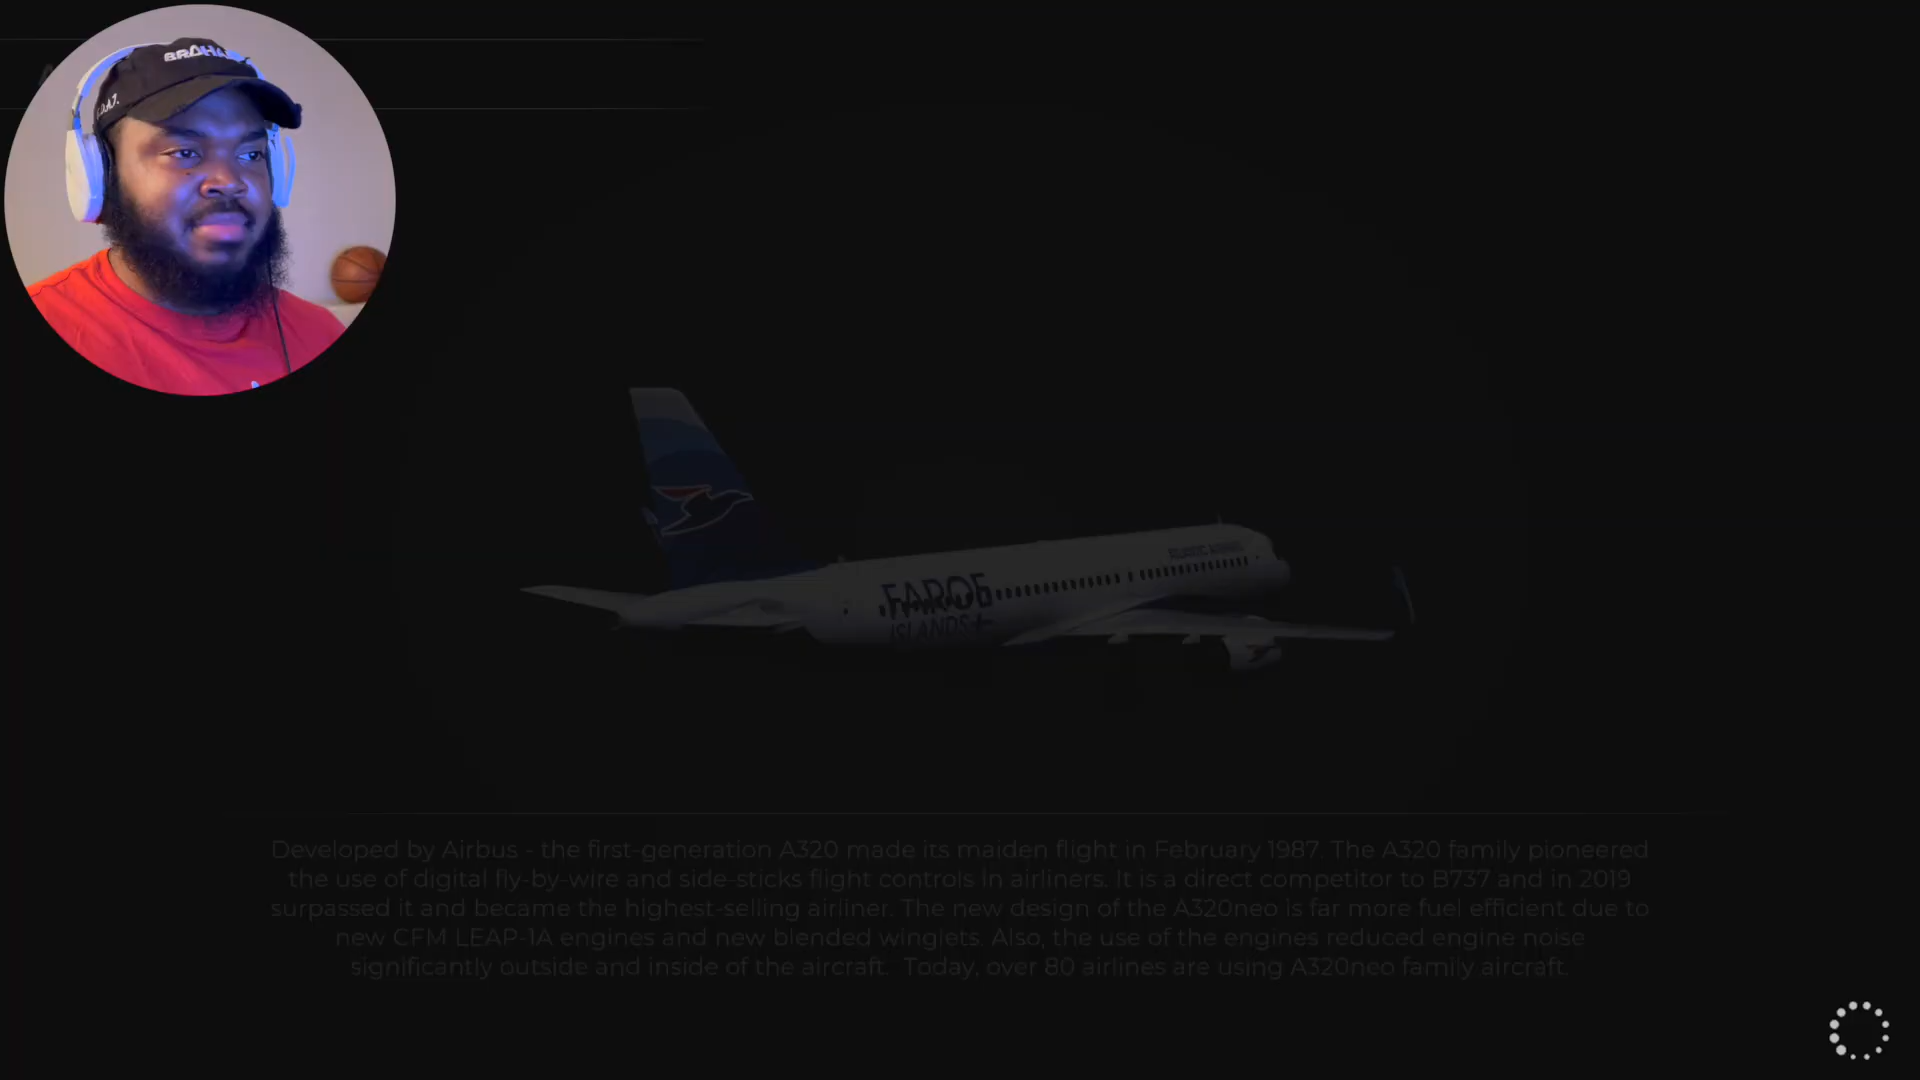 FAROE
ISLANDS
ATLANTIC AIRWAYS
Developed by Airbus - the first-generation A320 made its maiden flight in February 1987. The A320 family pioneered
the use of digital fly-by-wire and side-sticks flight controls in airliners. It is a direct competitor to B737 and in 2019
surpassed it and became the highest-selling airliner. The new design of the A320neo is far more fuel efficient due to
new CFM LEAP-1A engines and new blended winglets. Also, the use of the engines reduced engine noise
significantly outside and inside of the aircraft.  Today, over 80 airlines are using A320neo family aircraft.